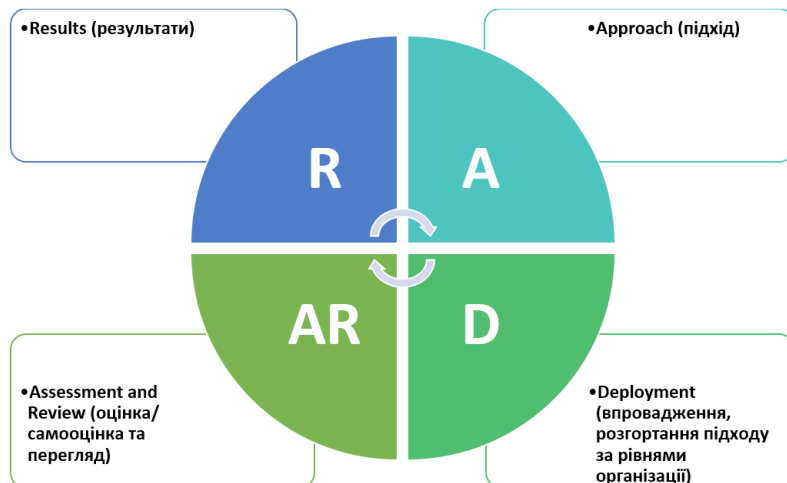 •Results (результати)
•Approach (підхід)
R
A
AR
D
•Assessment and
Review (оцінка/
самооцінка та
перегляд)
•Deployment
(впровадження,
розгортання підходу
за рівнями
організації)